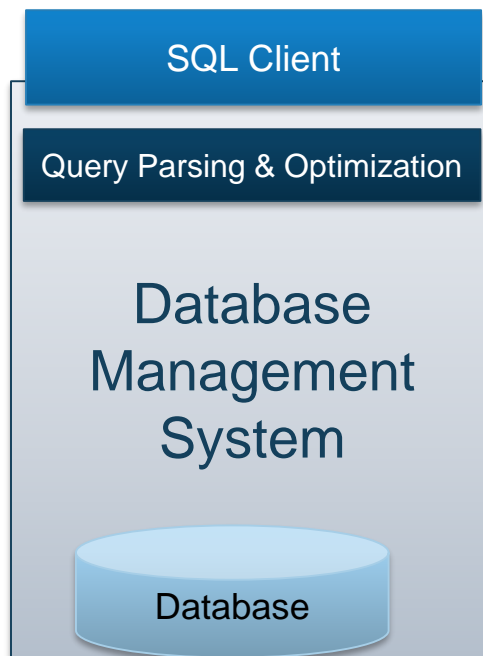 SQL Client
Query Parsing & Optimization
Database
Management
System
Database